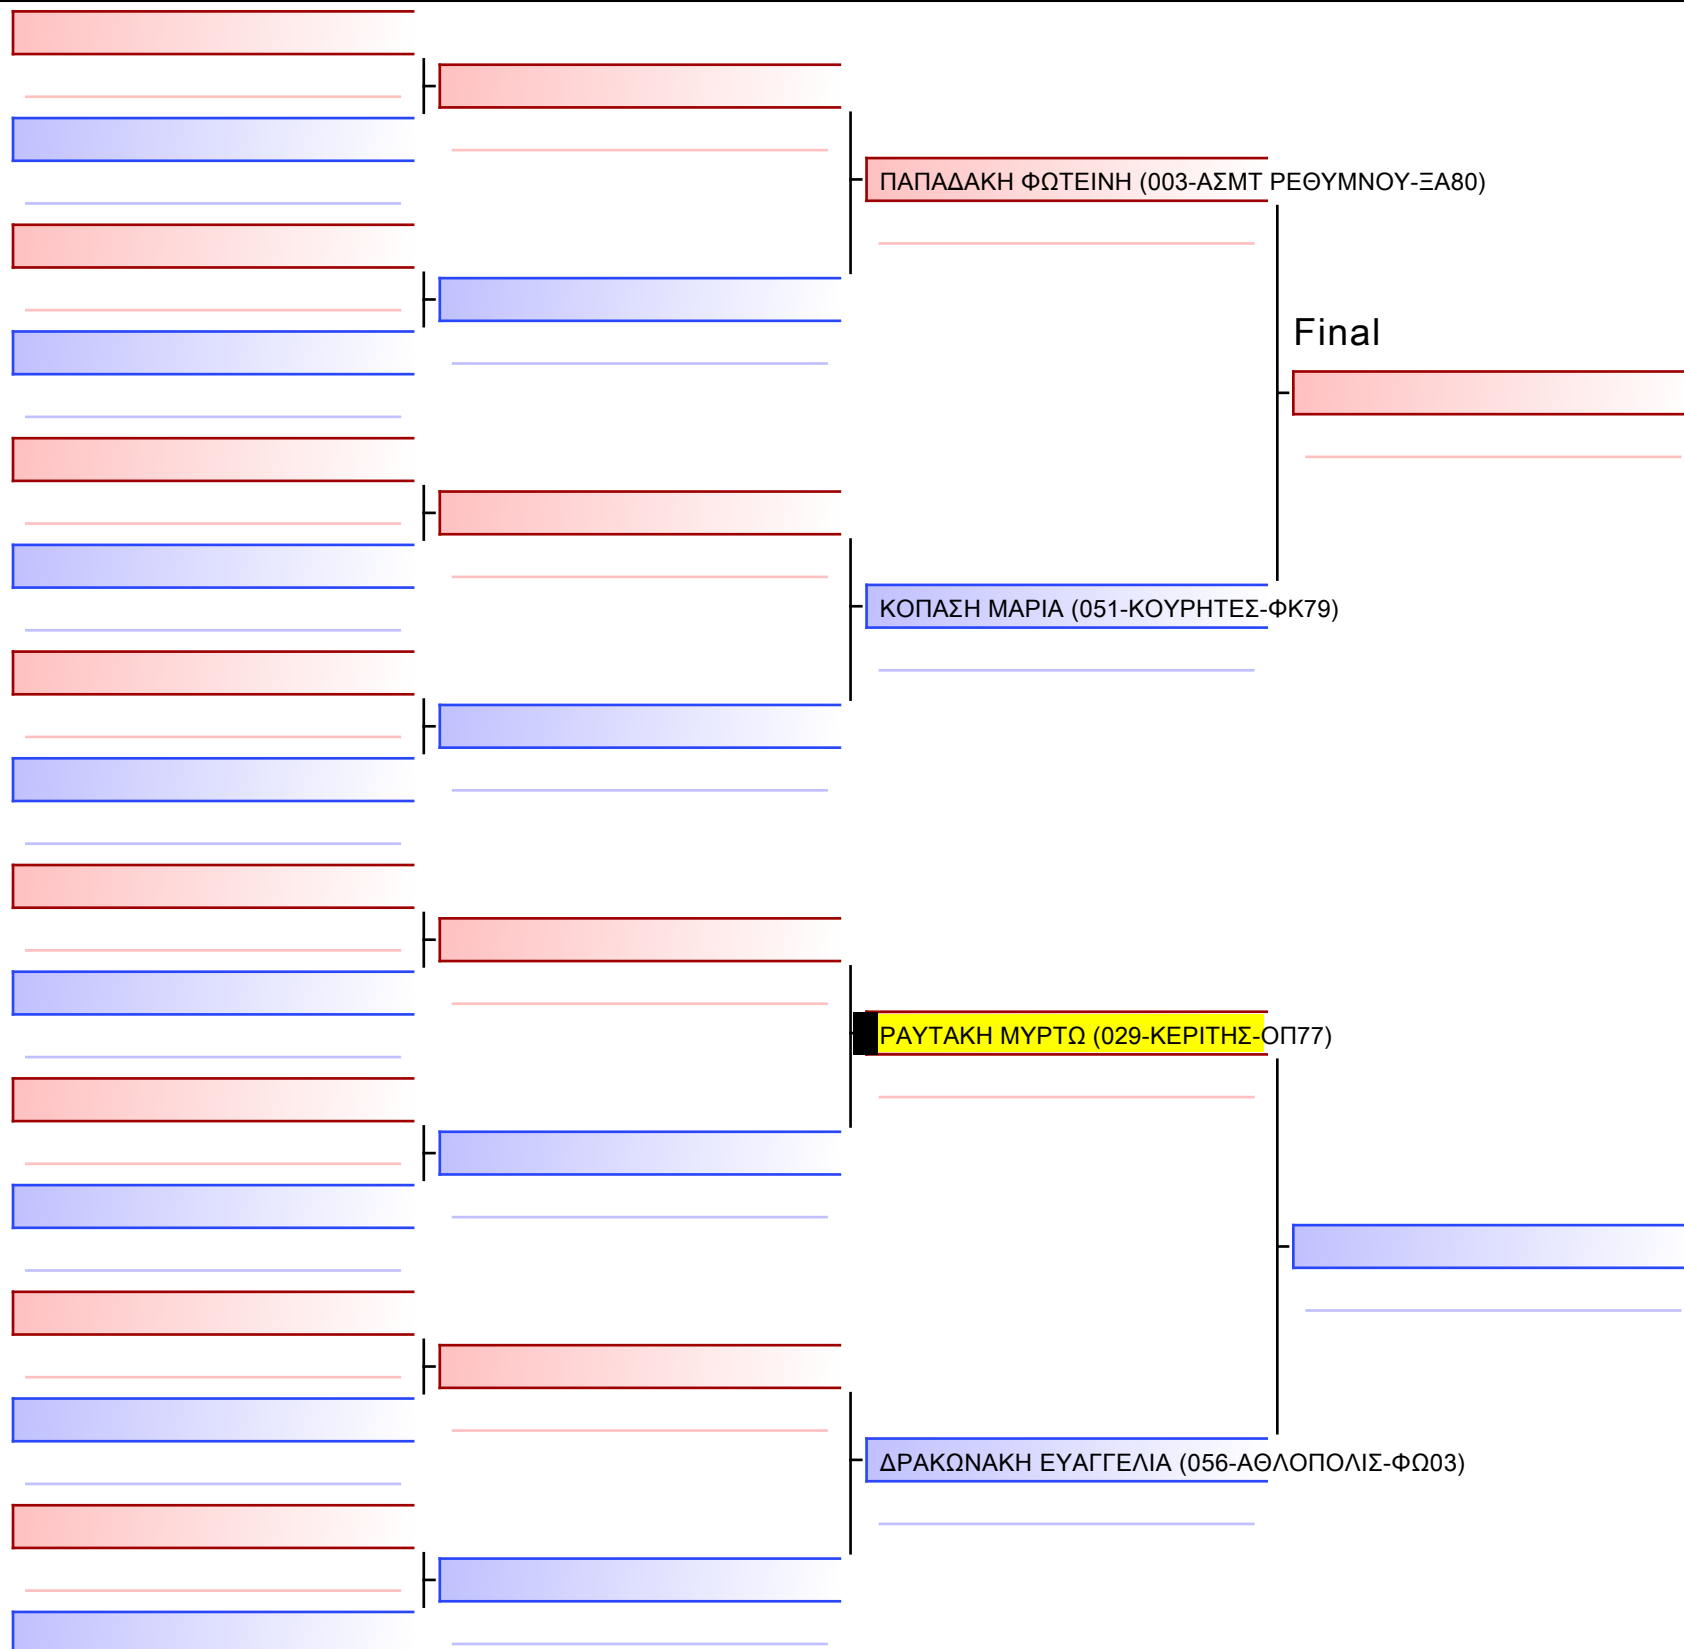 ΠΑΠΑΔΑΚΗ ΦΩΤΕΙΝΗ (003-ΑΣΜΤ ΡΕΘΥΜΝΟΥ-ΞΑ80)
Final
ΚΟΠΑΣΗ ΜΑΡΙΑ (051-ΚΟΥΡΗΤΕΣ-ΦΚ79)
ΡΑΥΤΑΚΗ ΜΥΡΤΩ (029-ΚΕΡΙΤΗΣ-ΟΠ77)
ΔΡΑΚΩΝΑΚΗ ΕΥΑΓΓΕΛΙΑ (056-ΑΘΛΟΠΟΛΙΣ-ΦΩ03)